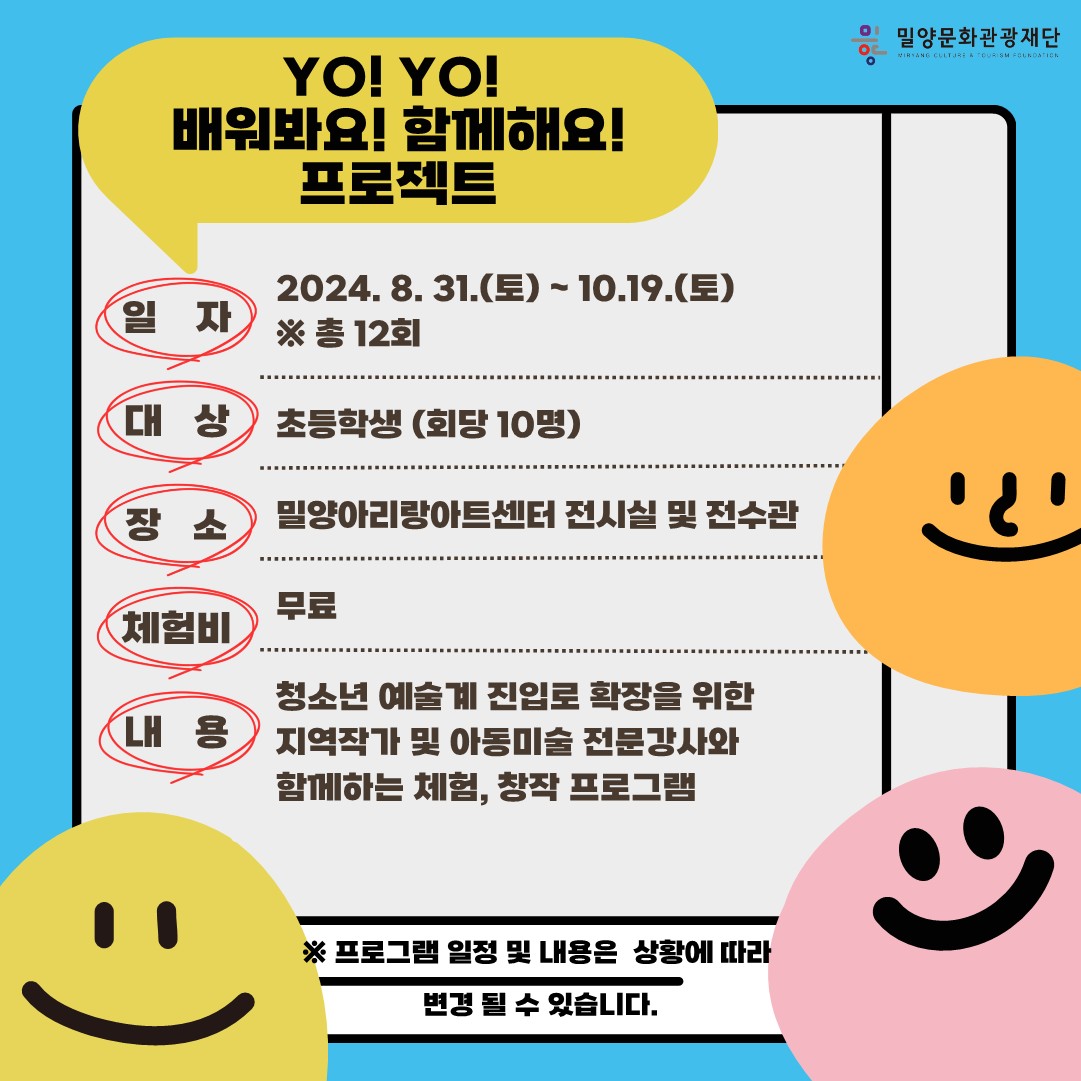 밀양문화관광재단
MIRYANG CULTURE & TOURISM FOUNDATION
YO! YO!
배워봐요! 함께해요!
프로젝트
일 자
2024. 8. 31.(토) ~ 10.19.(토)
※ 총 12회
대 상
초등학생 (회당 10명)
장 소
밀양아리랑아트센터 전시실 및 전수관
체험비
무료
내 용
청소년 예술계 진입로 확장을 위한
지역작가 및 아동미술 전문강사와
함께하는 체험, 창작 프로그램
※ 프로그램 일정 및 내용은 상황에 따라
변경 될 수 있습니다.